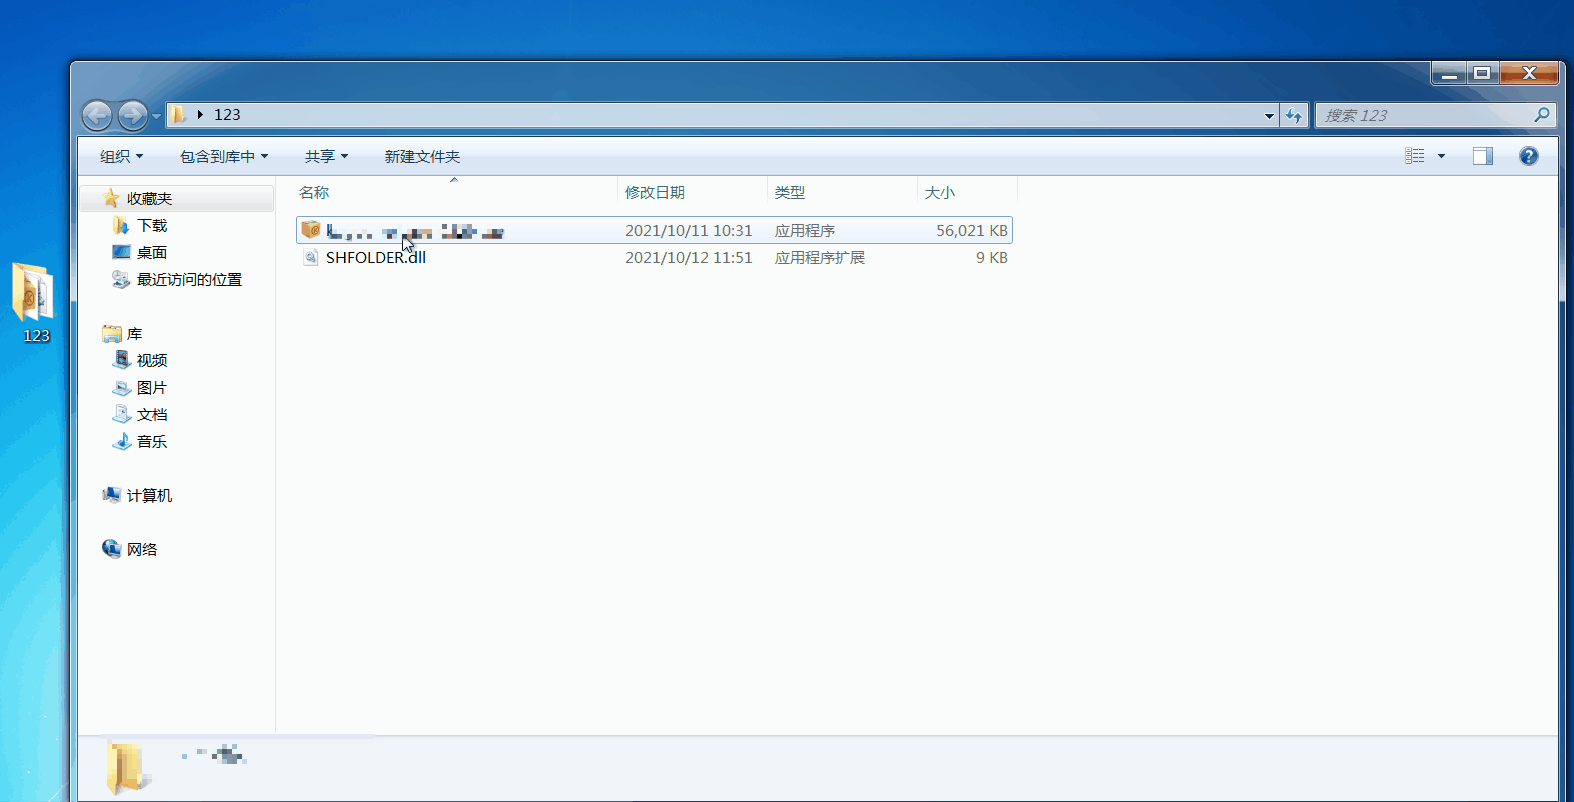 123
搜索 123
组织
包含到库中
共享
新建文件夹
名称
修改日期
类型
大小
2021/10/11 10:31
应用程序
56,021 KB
SHFOLDER.dll
2021/10/12 11:51
应用程序扩展
9 KB
收藏夹
下载
桌面
最近访问的位置
库
视频
图片
文档
音乐
计算机
网络
123